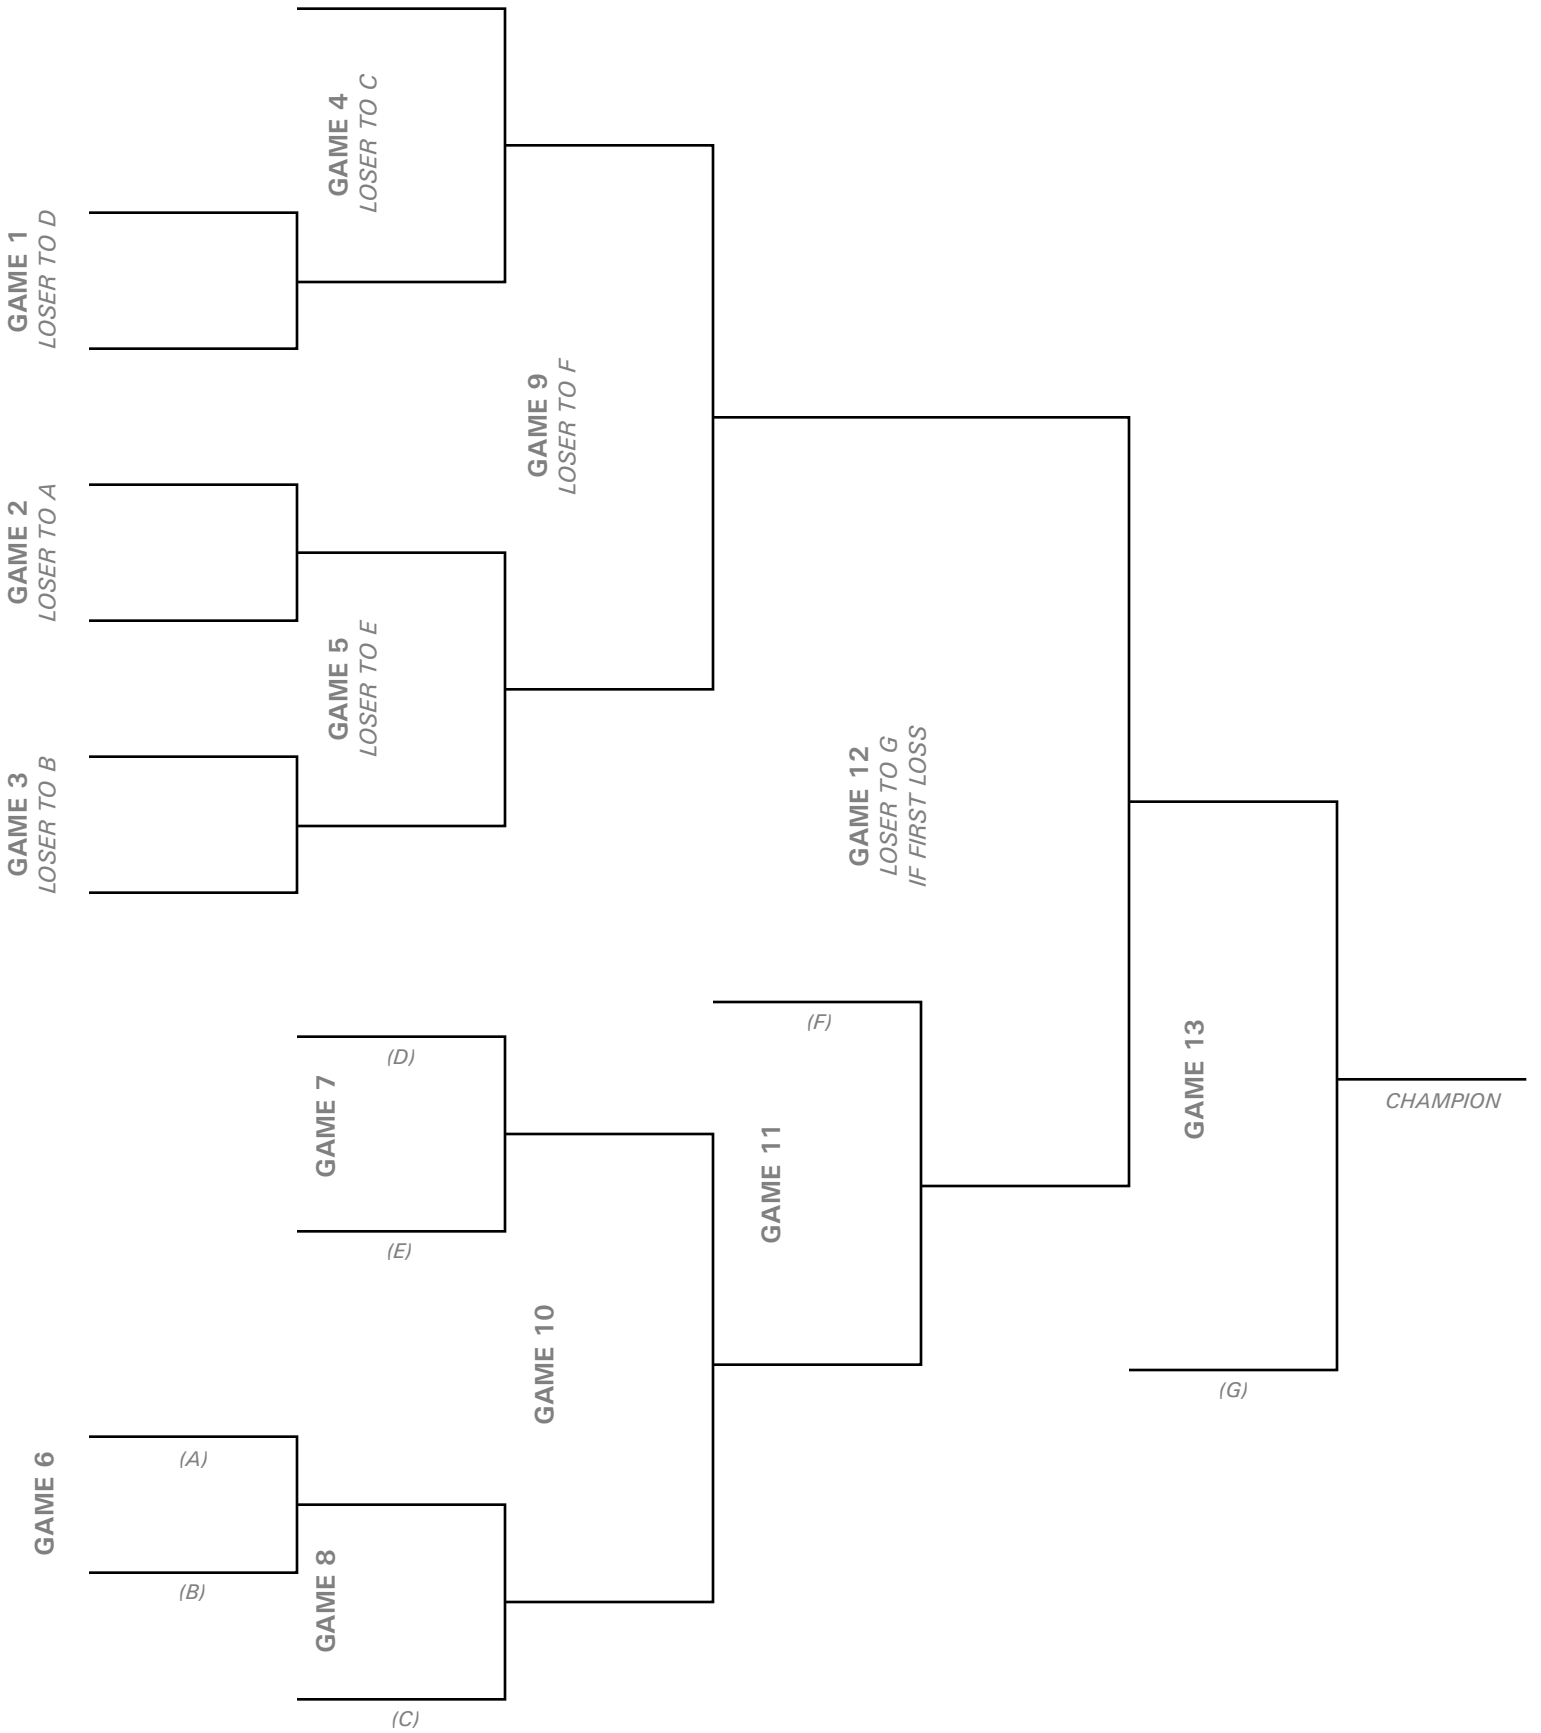 GAME 1
LOSER TO D
GAME 2
LOSER TO A
GAME 3
LOSER TO B
GAME 4
LOSER TO C
GAME 5
LOSER TO E
GAME 9
LOSER TO F
GAME 12
LOSER TO G
IF FIRST LOSS
GAME 6
(A)
(B)
GAME 7
(D)
(E)
GAME 8
(C)
GAME 10
GAME 11
(F)
GAME 13
(G)
CHAMPION